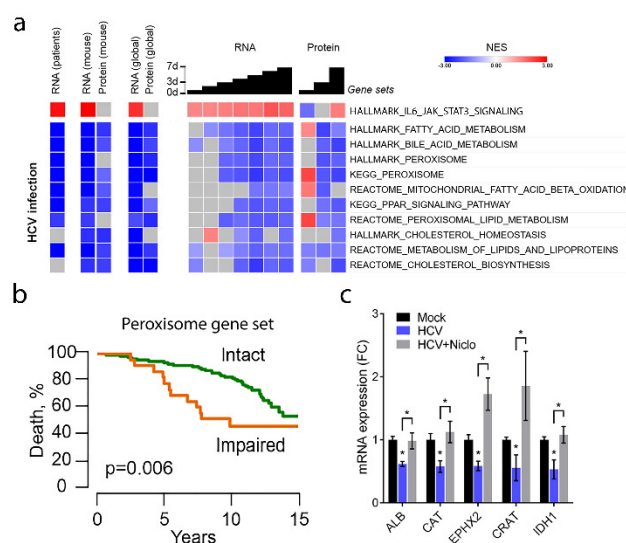 a
RNA (patients)
RNA (mouse)
Protein (mouse)
RNA (global)
Protein (global)
RNA
Protein
7d
3d
0
NES
-3.00
0
3.00
Gene sets
HCV infection
HALLMARK_IL6_JAK_STAT3_SIGNALING
HALLMARK_FATTY_ACID_METABOLISM
HALLMARK_BILE_ACID_METABOLISM
HALLMARK_PEROXISOME
KEGG_PEROXISOME
REACTOME_MITOCHONDRIAL_FATTY_ACID_BETA_OXIDATION
KEGG_PPAR_SIGNALING_PATHWAY
REACTOME_PEROXISOMAL_LIPID_METABOLISM
HALLMARK_CHOLESTEROL_HOMEOSTASIS
REACTOME_METABOLISM_OF_LIPIDS_AND_LIPOPROTEINS
REACTOME_CHOLESTEROL_BIOSYNTHESIS
b
Peroxisome gene set
Intact
Impaired
p=0.006
Death, %
100
80
60
40
20
0
0 5 10 15
Years
c
Mock
HCV
HCV+Niclo
mRNA expression (FC)
3
2
1
0
* * * * *
* * * * *
ALB CAT EPHX2 CRAT IDH1